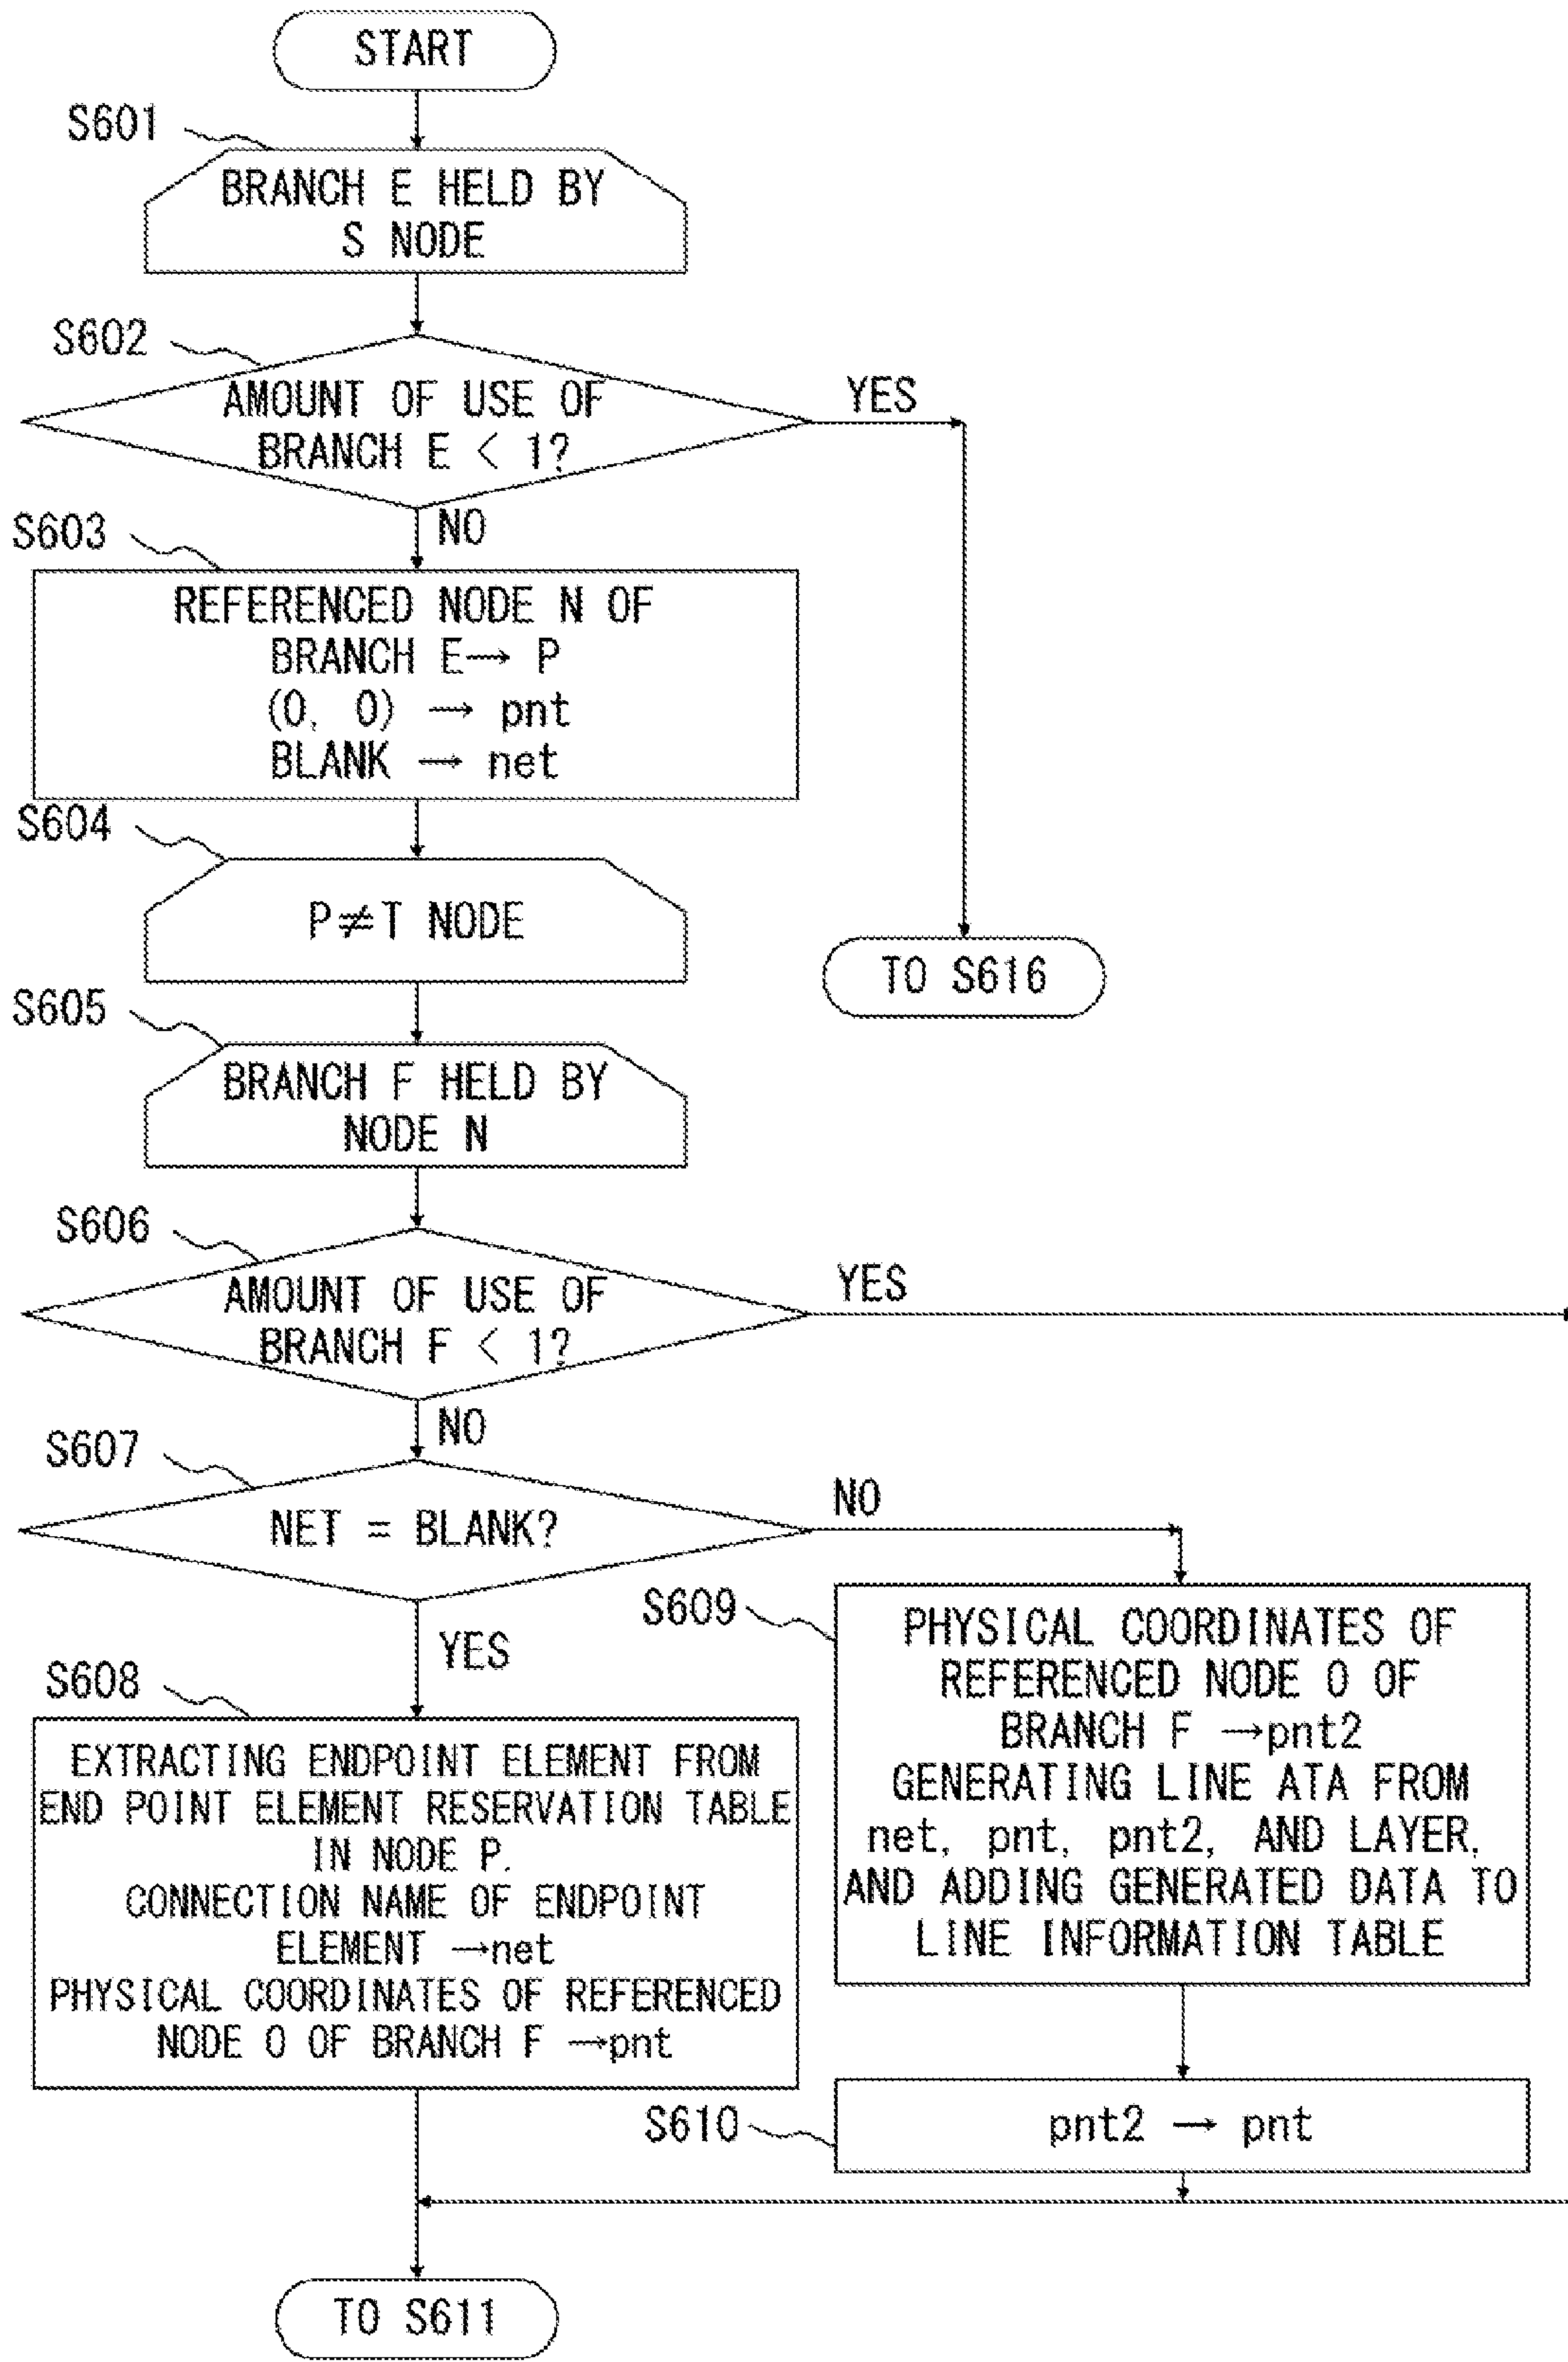 START
S601
BRANCH E HELD BY
S NODE
S602
AMOUNT OF USE OF
BRANCH E < 1?
YES
NO
S603
REFERENCED NODE N OF
BRANCH E→ P
(0, 0) → pnt
BLANK → net
S604
P≠T NODE
TO S616
S605
BRANCH F HELD BY
NODE N
S606
AMOUNT OF USE OF
BRANCH F < 1?
YES
NO
S607
NET = BLANK?
NO
YES
S608
EXTRACTING ENDPOINT ELEMENT FROM
END POINT ELEMENT RESERVATION TABLE
IN NODE P.
CONNECTION NAME OF ENDPOINT
ELEMENT →net
PHYSICAL COORDINATES OF REFERENCED
NODE O OF BRANCH F →pnt
S609
PHYSICAL COORDINATES OF
REFERENCED NODE O OF
BRANCH F →pnt2
GENERATING LINE ATA FROM
net, pnt, pnt2, AND LAYER,
AND ADDING GENERATED DATA TO
LINE INFORMATION TABLE
S610
pnt2 → pnt
TO S611